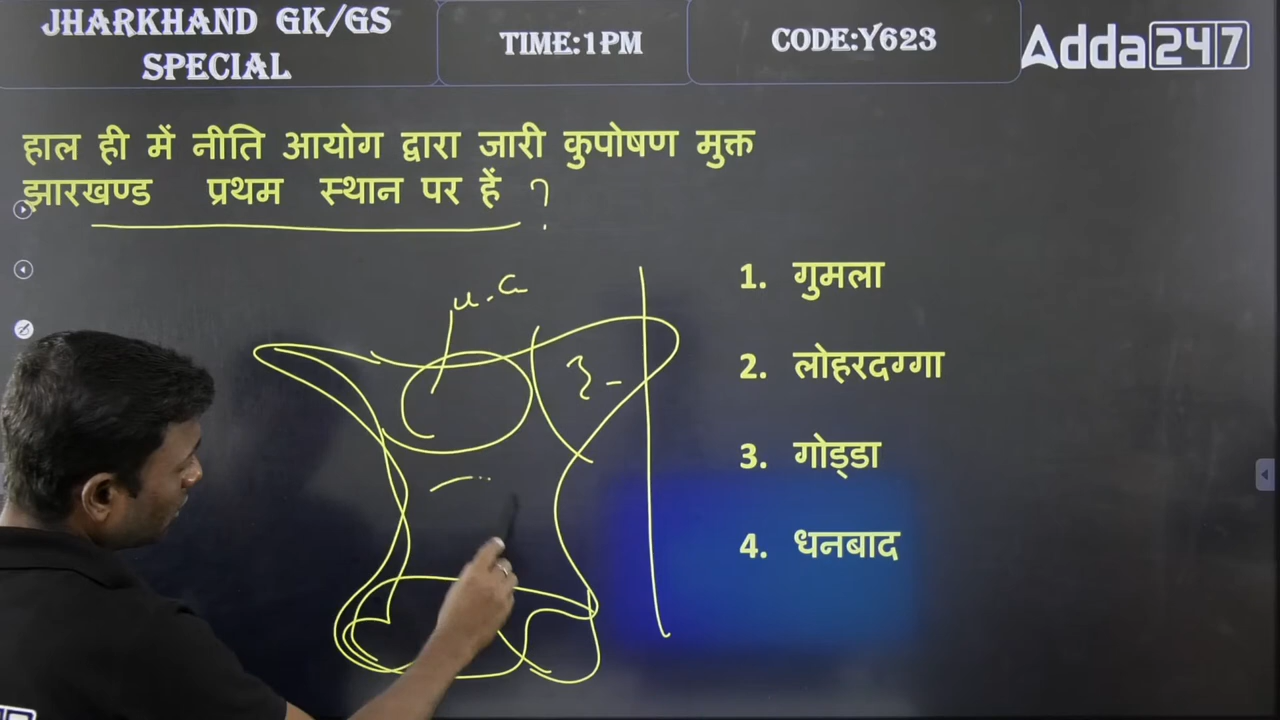 JHARKHAND GK/GS
SPECIAL
TIME:1PM
CODE:Y623
Adda247
हाल ही में नीति आयोग द्वारा जारी कुपोषण मुक्त
झारखण्ड प्रथम स्थान पर हें ?
u.c
1. गुमला
2. लोहरदग्गा
3. गोड्डा
4. धनबाद